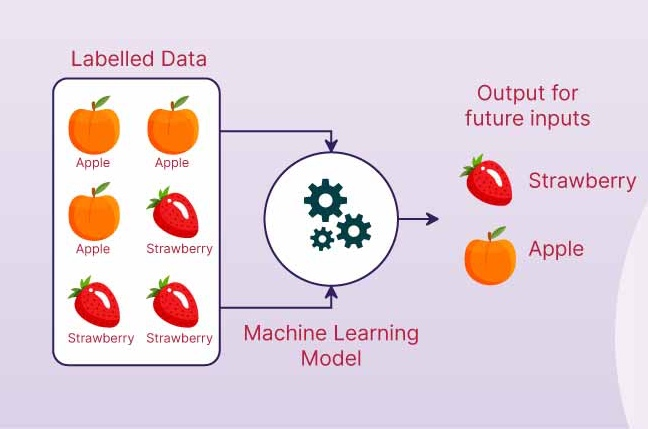 Labelled Data
Apple Apple
Apple Strawberry
Strawberry Strawberry
Machine Learning
Model
Output for
future inputs
Strawberry
Apple